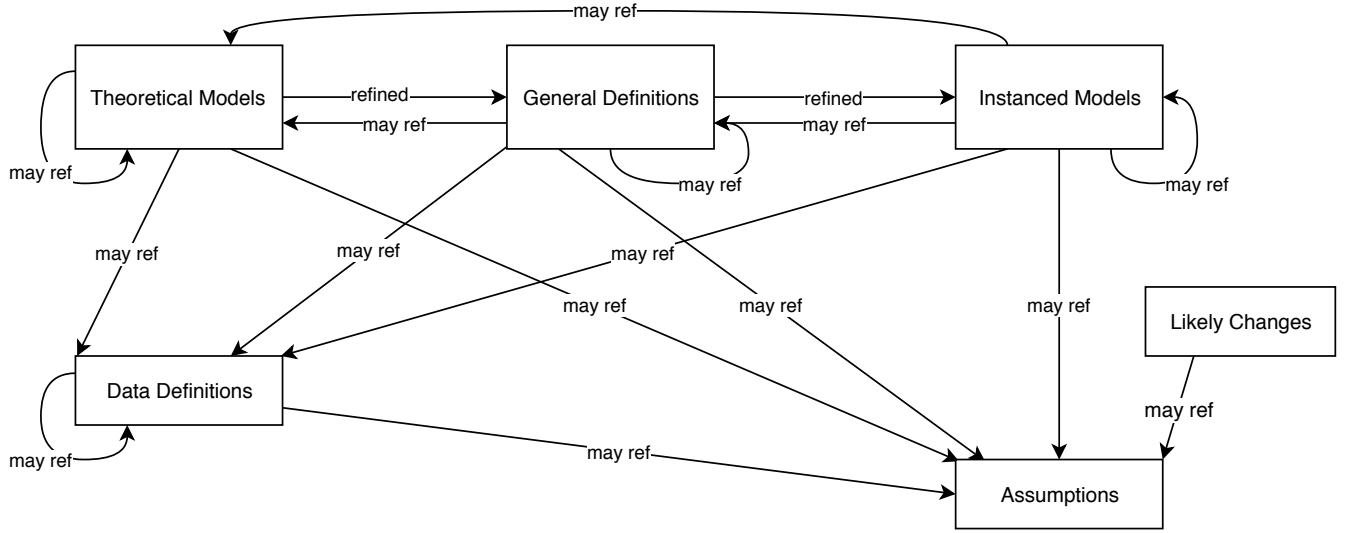 may ref
Theoretical Models
refined
General Definitions
refined
Instanced Models
may ref
may ref
may ref
may ref
may ref
may ref
may ref
may ref
may ref
may ref
may ref
may ref
Likely Changes
Data Definitions
may ref
may ref
may ref
Assumptions